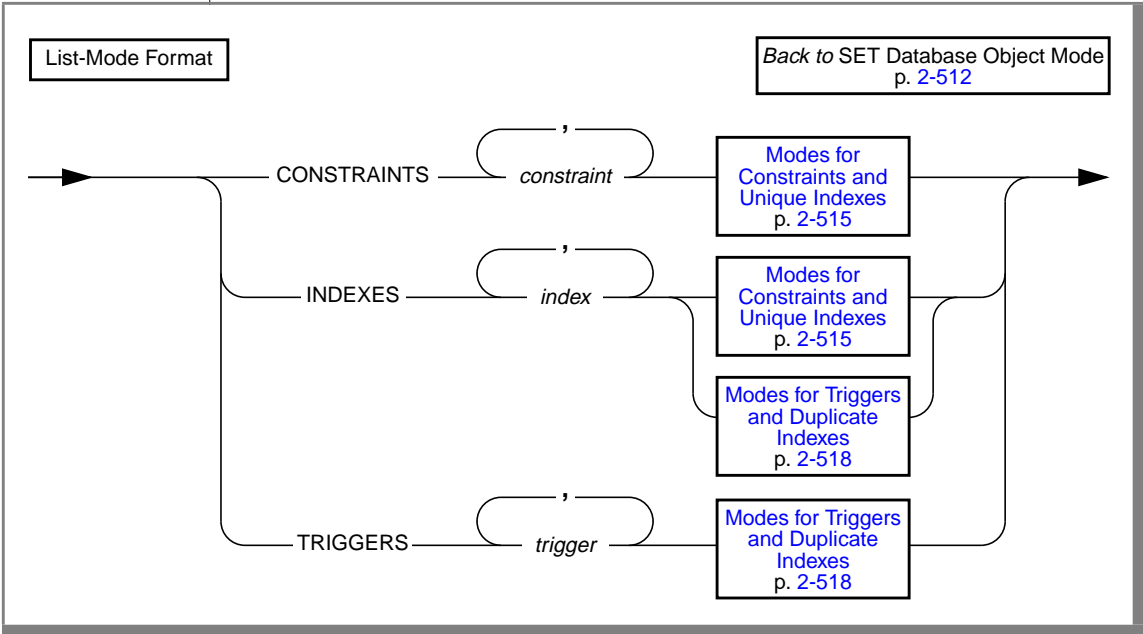 List-Mode Format
Back to SET Database Object Mode
p. 2-512
,
CONSTRAINTS constraint
Modes for
Constraints and
Unique Indexes
p. 2-515
,
INDEXES index
Modes for
Constraints and
Unique Indexes
p. 2-515
Modes for Triggers
and Duplicate
Indexes
p. 2-518
,
TRIGGERS trigger
Modes for Triggers
and Duplicate
Indexes
p. 2-518